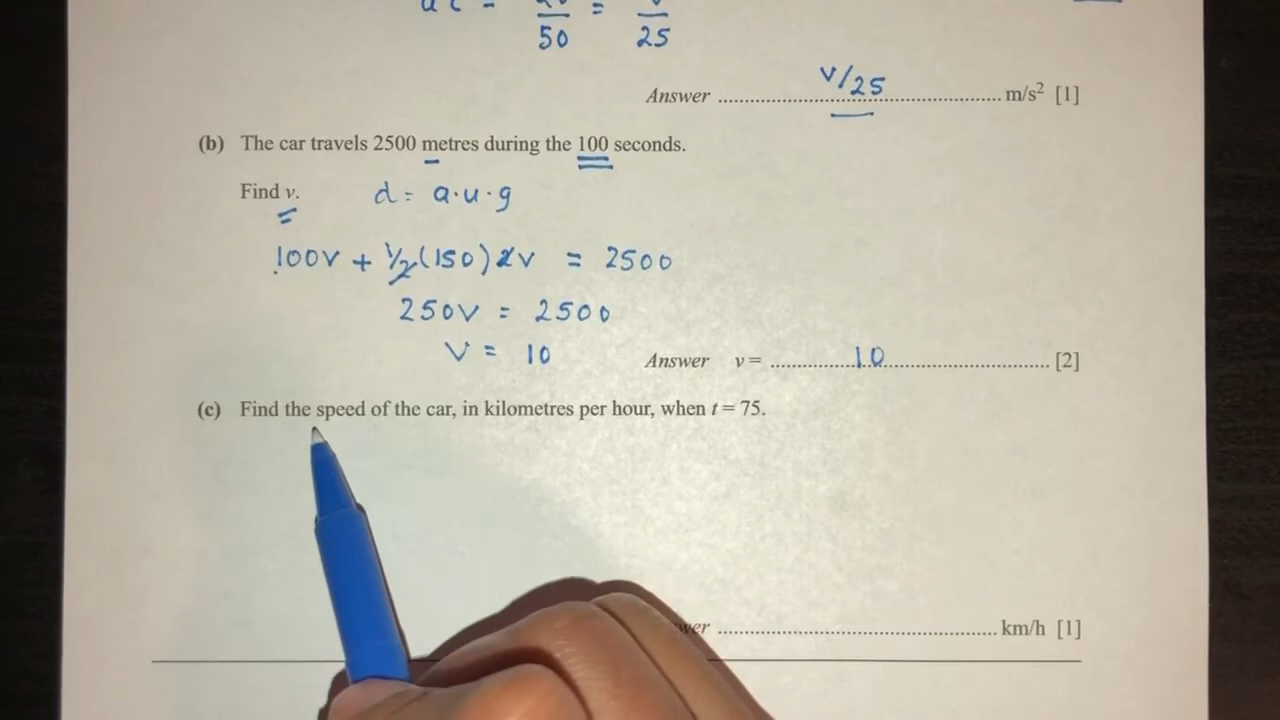 50 = 25
Answer V/25 m/s² [1]
(b) The car travels 2500 metres during the 100 seconds.
Find v. d = a.u.g
100V + 1/2(150)2V = 2500
250V = 2500
V = 10
Answer v = 10 [2]
(c) Find the speed of the car, in kilometres per hour, when t = 75.
km/h [1]